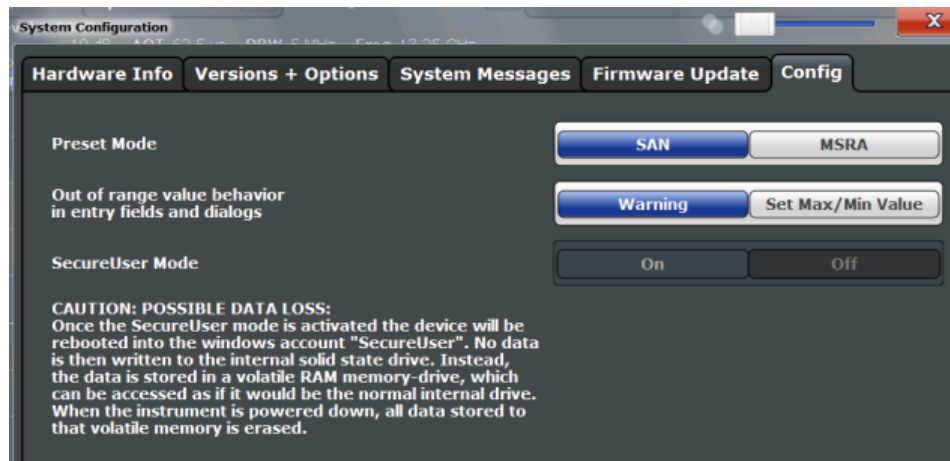 System Configuration
X
Hardware Info Versions + Options System Messages Firmware Update Config
Preset Mode SAN MSRA
Out of range value behavior
in entry fields and dialogs
Warning Set Max/Min Value
SecureUser Mode On Off
CAUTION: POSSIBLE DATA LOSS:
Once the SecureUser mode is activated the device will be
rebooted into the windows account "SecureUser". No data
is then written to the internal solid state drive. Instead,
the data is stored in a volatile RAM memory-drive, which
can be accessed as if it would be the normal internal drive.
When the instrument is powered down, all data stored to
that volatile memory is erased.